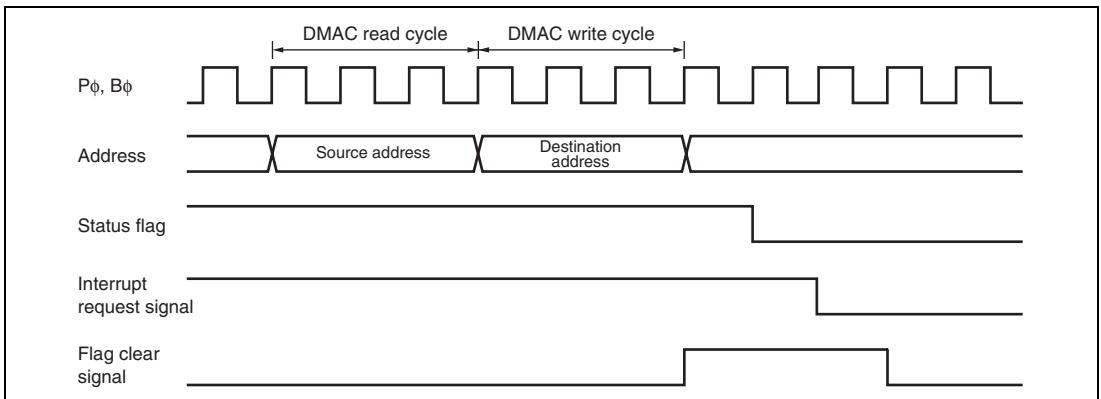 DMAC read cycle
DMAC write cycle
Pϕ, Bϕ
Address
Source address
Destination
address
Status flag
Interrupt
request signal
Flag clear
signal